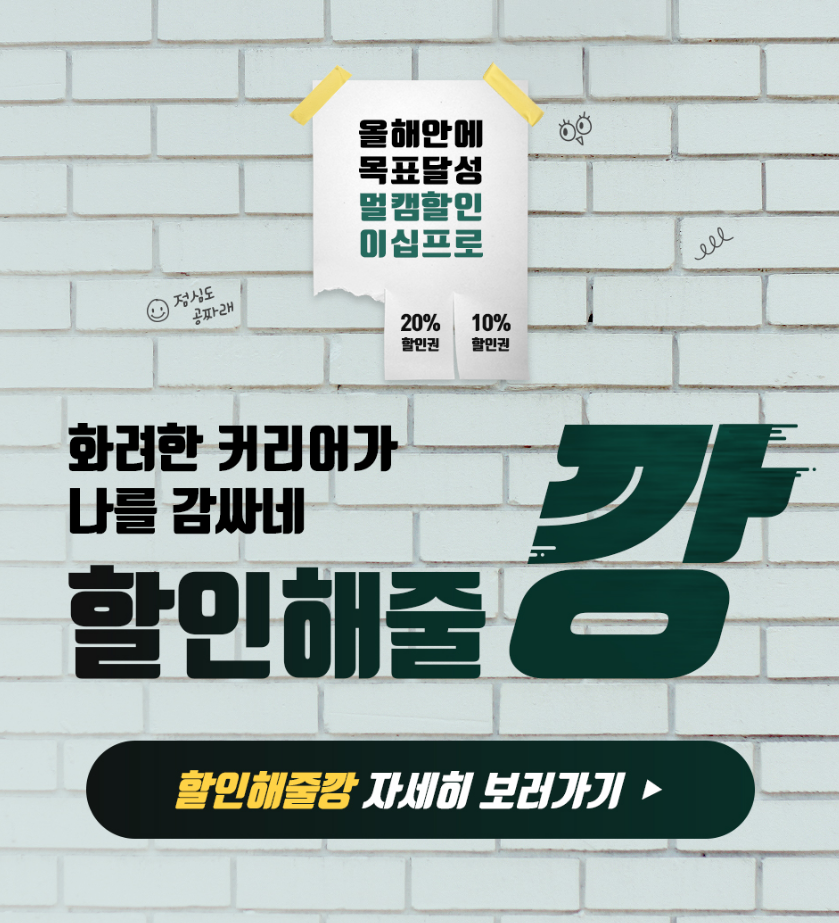 올해안에
목표달성
멀캠할인
이십프로
20%
할인권
10%
할인권
정심도
공짜래
화려한 커리어가
나를 감싸네
할인해줄깡
할인해줄깡 자세히 보러가기